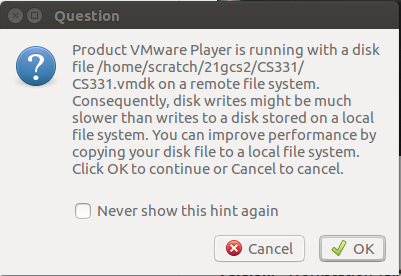 Question
Product VMware Player is running with a disk
file /home/scratch/21gcs2/CS331/
CS331.vmdk on a remote file system.
Consequently, disk writes might be much
slower than writes to a disk stored on a local
file system. You can improve performance by
copying your disk file to a local file system.
Click OK to continue or Cancel to cancel.
Never show this hint again
Cancel
OK